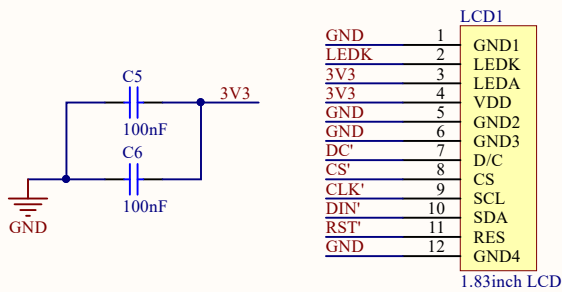 LCD1
GND 1 GND1
LEDK 2 LEDK
3V3 3 LEDA
3V3 4 VDD
GND 5 GND2
GND 6 GND3
DC' 7 D/C
CS' 8 CS
CLK' 9 SCL
DIN' 10 SDA
RST' 11 RES
GND 12 GND4
1.83inch LCD
C5
3V3
100nF
C6
100nF
GND